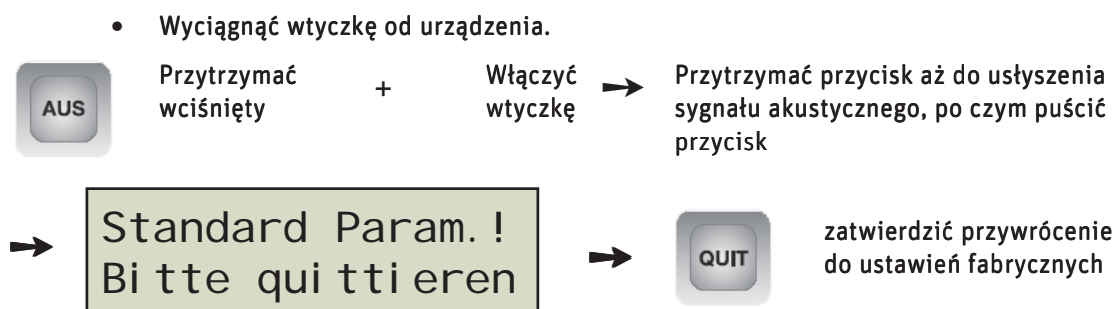 • Wyciągnąć wtyczkę od urządzenia.
AUS
Przytrzymać
wciśnięty
+
Włączyć
wtyczkę
Przytrzymać przycisk aż do usłyszenia
sygnału akustycznego, po czym puścić
przycisk
Standard Param.!
Bitte quittieren
QUIT
zatwierdzić przywrócenie
do ustawień fabrycznych